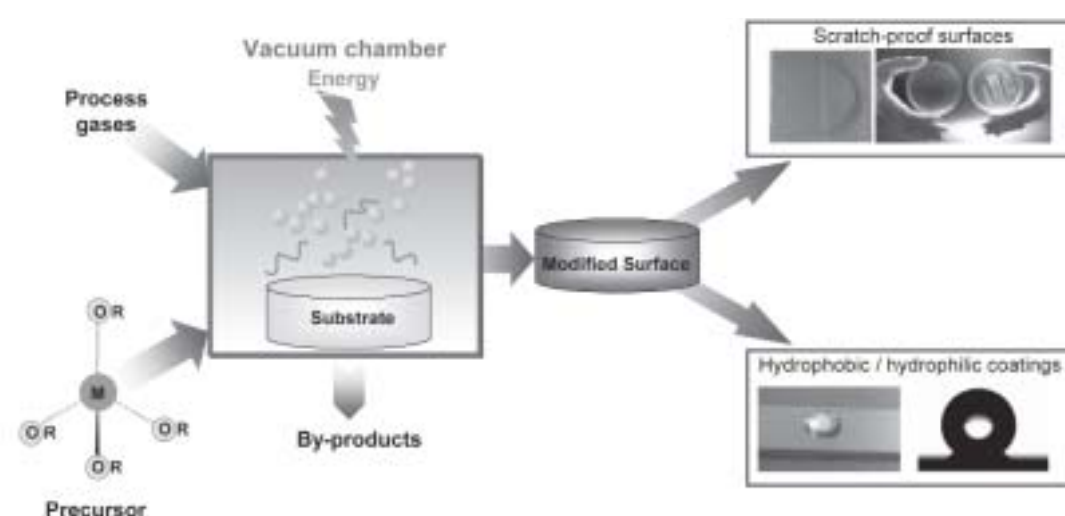 Vacuum chamber
Energy
Process
gases
Scratch-proof surfaces
Substrate
Modified Surface
OR
M
OR
OR
OR
Precursor
By-products
Hydrophobic / hydrophilic coatings